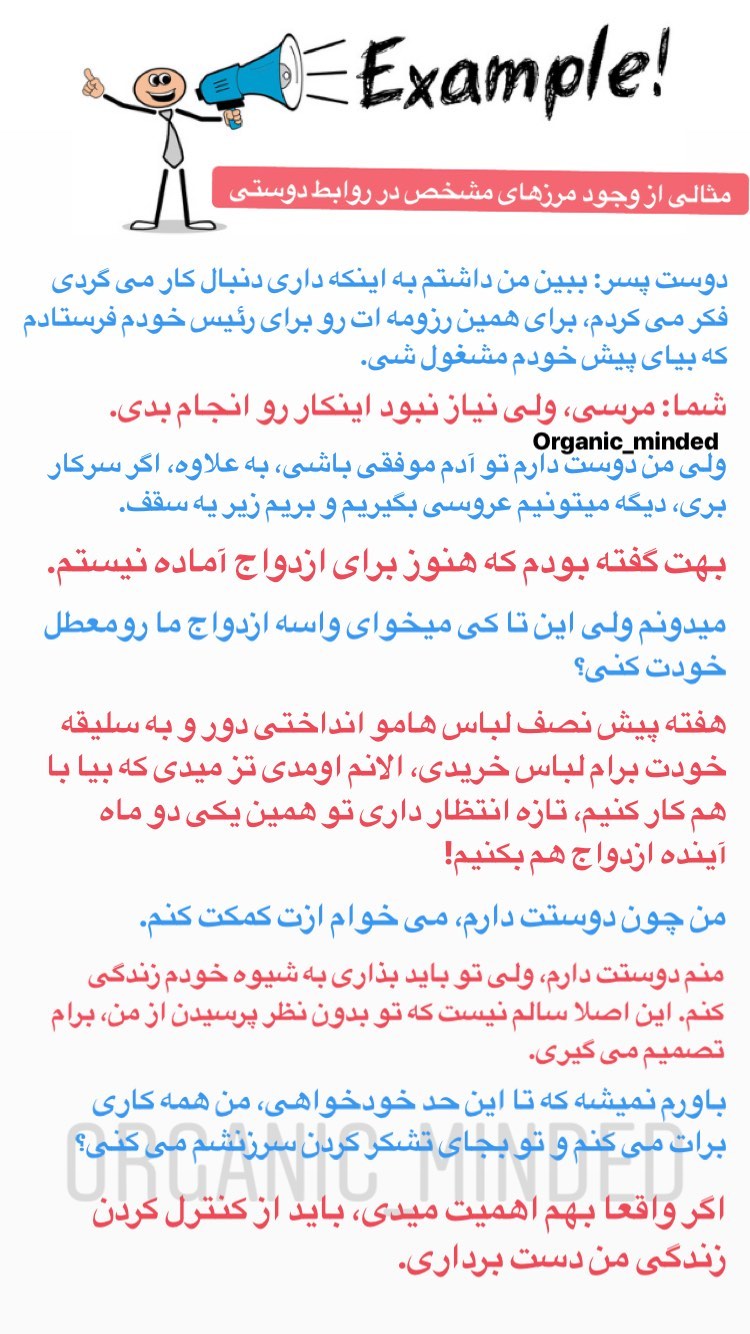 Example!
مثالی از وجود مرزهای مشخص در روابط دوستی
دوست پسر: ببین من داشتم به اینکه داری دنبال کار می گردی
فکر می کردم، برای همین رزومه ات رو برای رئیس خودم فرستادم
که بیای پیش خودم مشغول شی.
شما: مرسی، ولی نیاز نبود اینکار رو انجام بدی.
Organic_minded
ولی من دوست دارم تو آدم موفقی باشی، به علاوه، اگر سرکار
بری، دیگه میتونیم عروسی بگیریم و بریم زیر یه سقف.
بهت گفته بودم که هنوز برای ازدواج آماده نیستم.
میدونم ولی این تا کی میخوای واسه ازدواج ما رومعطل
خودت کنی؟
هفته پیش نصف لباس هامو انداختی دور و به سلیقه
خودت برام لباس خریدی، الانم اومدی تز میدی که بیا با
هم کار کنیم، تازه انتظار داری تو همین یکی دو ماه
آینده ازدواج هم بکنیم!
من چون دوستت دارم، می خوام ازت کمکت کنم.
منم دوستت دارم، ولی تو باید بذاری به شیوه خودم زندگی
کنم. این اصلا سالم نیست که تو بدون نظر پرسیدن از من، برام
تصمیم می گیری.
باورم نمیشه که تا این حد خودخواهی، من همه کاری
برات می کنم و تو بجای تشکر کردن سرزنشم می کنی؟
ORGANIC_MINDED
اگر واقعا بهم اهمیت میدی، باید از کنترل کردن
زندگی من دست برداری.